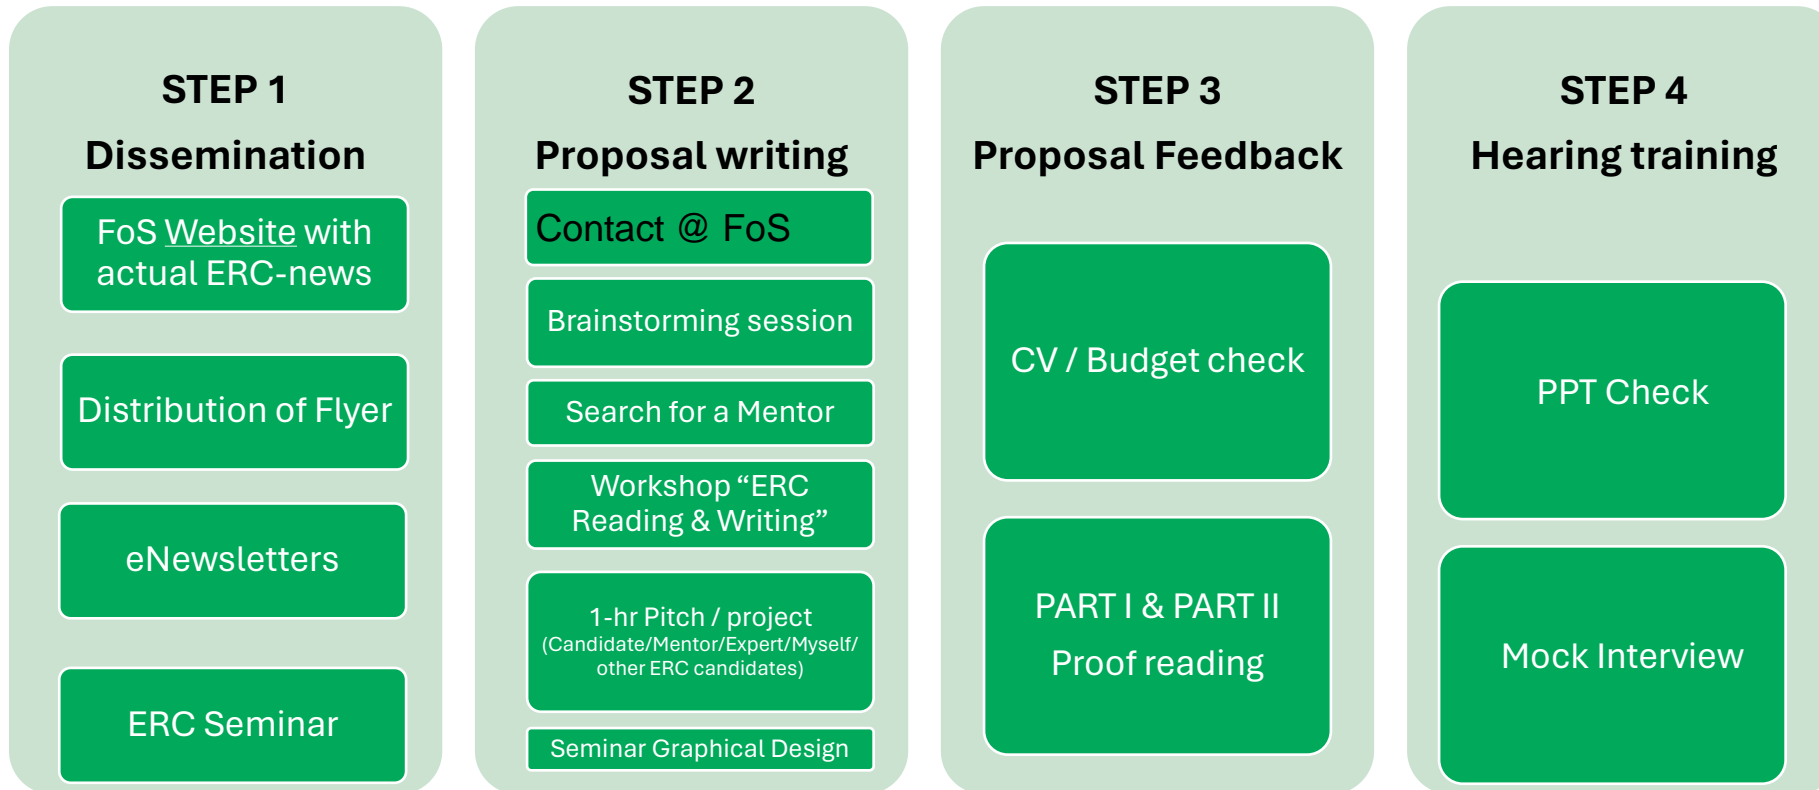 STEP 1
Dissemination
FoS Website with
actual ERC-news
Distribution of Flyer
eNewsletters
ERC Seminar
STEP 2
Proposal writing
Contact @ FoS
Brainstorming session
Search for a Mentor
Workshop “ERC
Reading & Writing”
1-hr Pitch / project
(Candidate/Mentor/Expert/Myself/
other ERC candidates)
Seminar Graphical Design
STEP 3
Proposal Feedback
CV / Budget check
PART I & PART II
Proof reading
STEP 4
Hearing training
PPT Check
Mock Interview